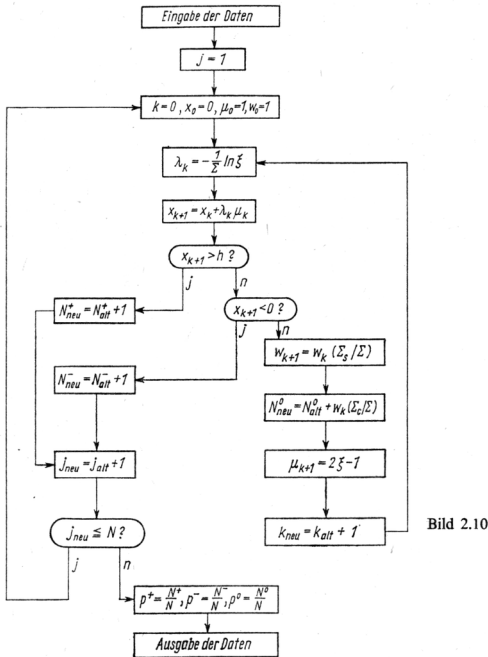 Eingabe der Daten
j = 1
k=0, x₀=0, μ₀=1, w₀=1
λₖ = -1/Σ ln ξ
xₖ₊₁ = xₖ + λₖ μₖ
xₖ₊₁ > h ?
j
n
N⁺neu = N⁺alt + 1
xₖ₊₁ < 0 ?
j
n
wₖ₊₁ = wₖ (Σs/Σ)
N⁻neu = N⁻alt + 1
N⁰neu = N⁰alt + wₖ (Σc/Σ)
jneu = jalt + 1
μₖ₊₁ = 2ξ - 1
jneu ≦ N ?
kneu = kalt + 1
Bild 2.10
j
n
p⁺ = N⁺/N, p⁻ = N⁻/N, p⁰ = N⁰/N
Ausgabe der Daten